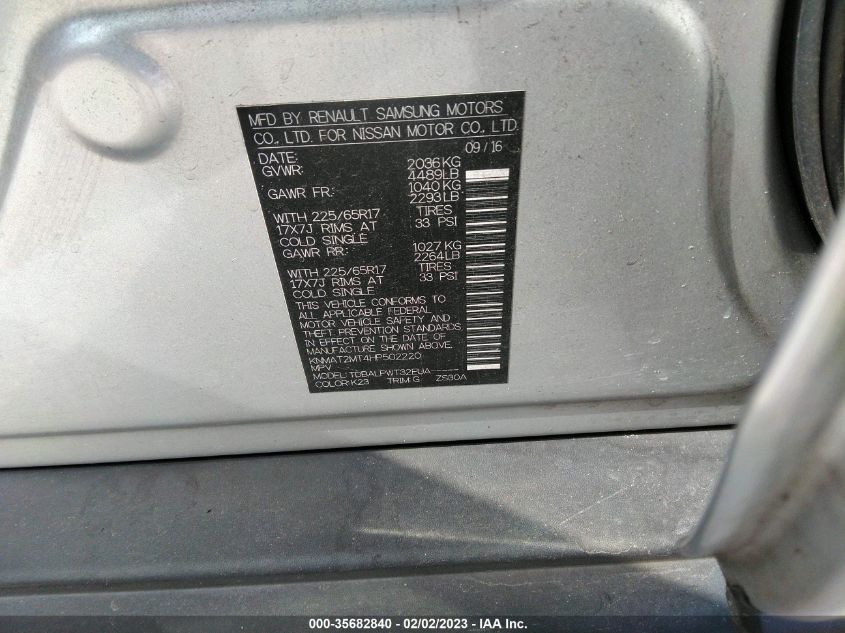 MFD BY RENAULT SAMSUNG MOTORS
CO., LTD. FOR NISSAN MOTOR CO., LTD.
DATE: 09/16
GVWR: 2036KG
4489LB
GAWR FR.: 1040KG
2293LB
WITH 225/65R17 TIRES
17X7J RIMS AT 33 PSI
COLD SINGLE
GAWR RR.: 1027KG
2264LB
WITH 225/65R17 TIRES
17X7J RIMS AT 33 PSI
COLD SINGLE
THIS VEHICLE CONFORMS TO
ALL APPLICABLE FEDERAL
MOTOR VEHICLE SAFETY AND
THEFT PREVENTION STANDARDS
IN EFFECT ON THE DATE OF
MANUFACTURE SHOWN ABOVE.
KNMAT2MT4HP502220
MPV
MODEL: TDBALPWT32EUA-----
COLOR:K23 TRIM:G ZS30A
000-35682840 - 02/02/2023 - IAA Inc.